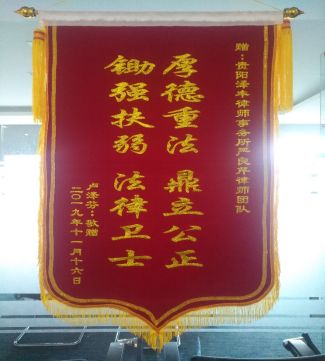 赠：贵阳泽丰律师事务所严良芹律师团队
厚德重法 鼎立公正
锄强扶弱 法律卫士
卢泽芬：敬赠
二〇一九年十一月十六日